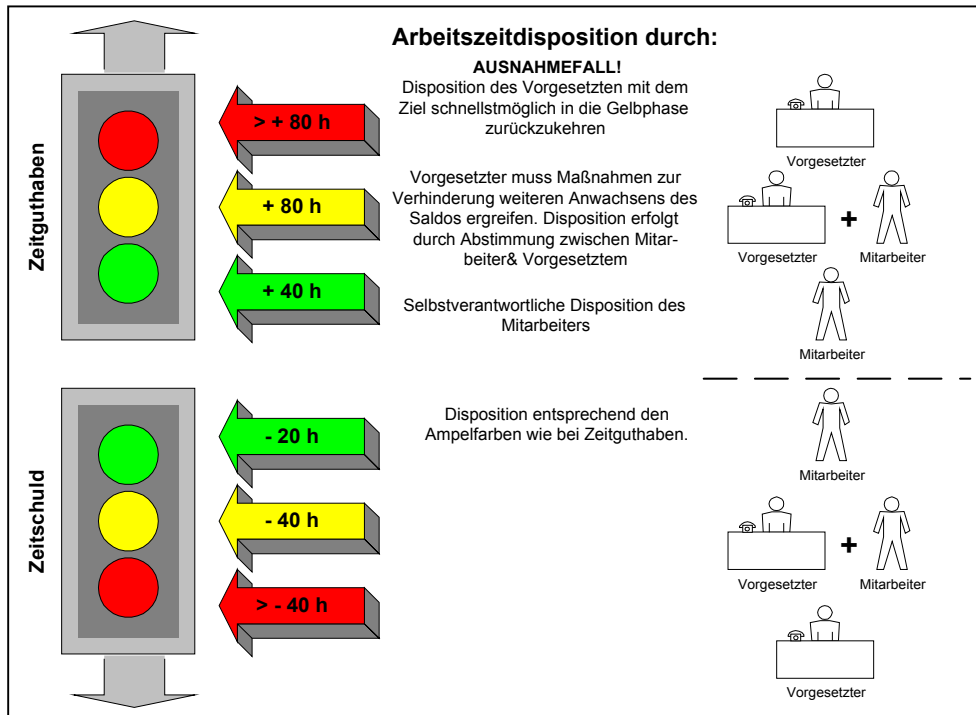 Arbeitszeitdisposition durch:
Zeitguthaben
> + 80 h
AUSNAHMEFALL!
Disposition des Vorgesetzten mit dem
Ziel schnellstmöglich in die Gelbphase
zurückzukehren
Vorgesetzter
+ 80 h
Vorgesetzter muss Maßnahmen zur
Verhinderung weiteren Anwachsens des
Saldos ergreifen. Disposition erfolgt
durch Abstimmung zwischen Mitar-
beiter& Vorgesetztem
+
Vorgesetzter
Mitarbeiter
+ 40 h
Selbstverantwortliche Disposition des
Mitarbeiters
Mitarbeiter
Zeitschuld
- 20 h
Disposition entsprechend den
Ampelfarben wie bei Zeitguthaben.
Mitarbeiter
- 40 h
+
Vorgesetzter
Mitarbeiter
> - 40 h
Vorgesetzter